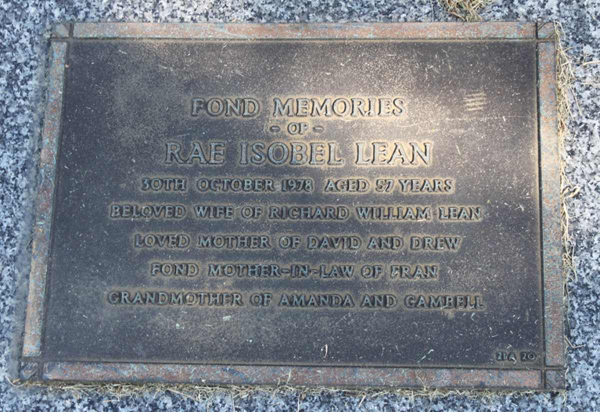 FOND MEMORIES
- OF -
RAE ISOBEL LEAN
30TH OCTOBER 1978 AGED 57 YEARS
BELOVED WIFE OF RICHARD WILLIAM LEAN
LOVED MOTHER OF DAVID AND DREW
FOND MOTHER-IN-LAW OF FRAN
GRANDMOTHER OF AMANDA AND CAMBELL